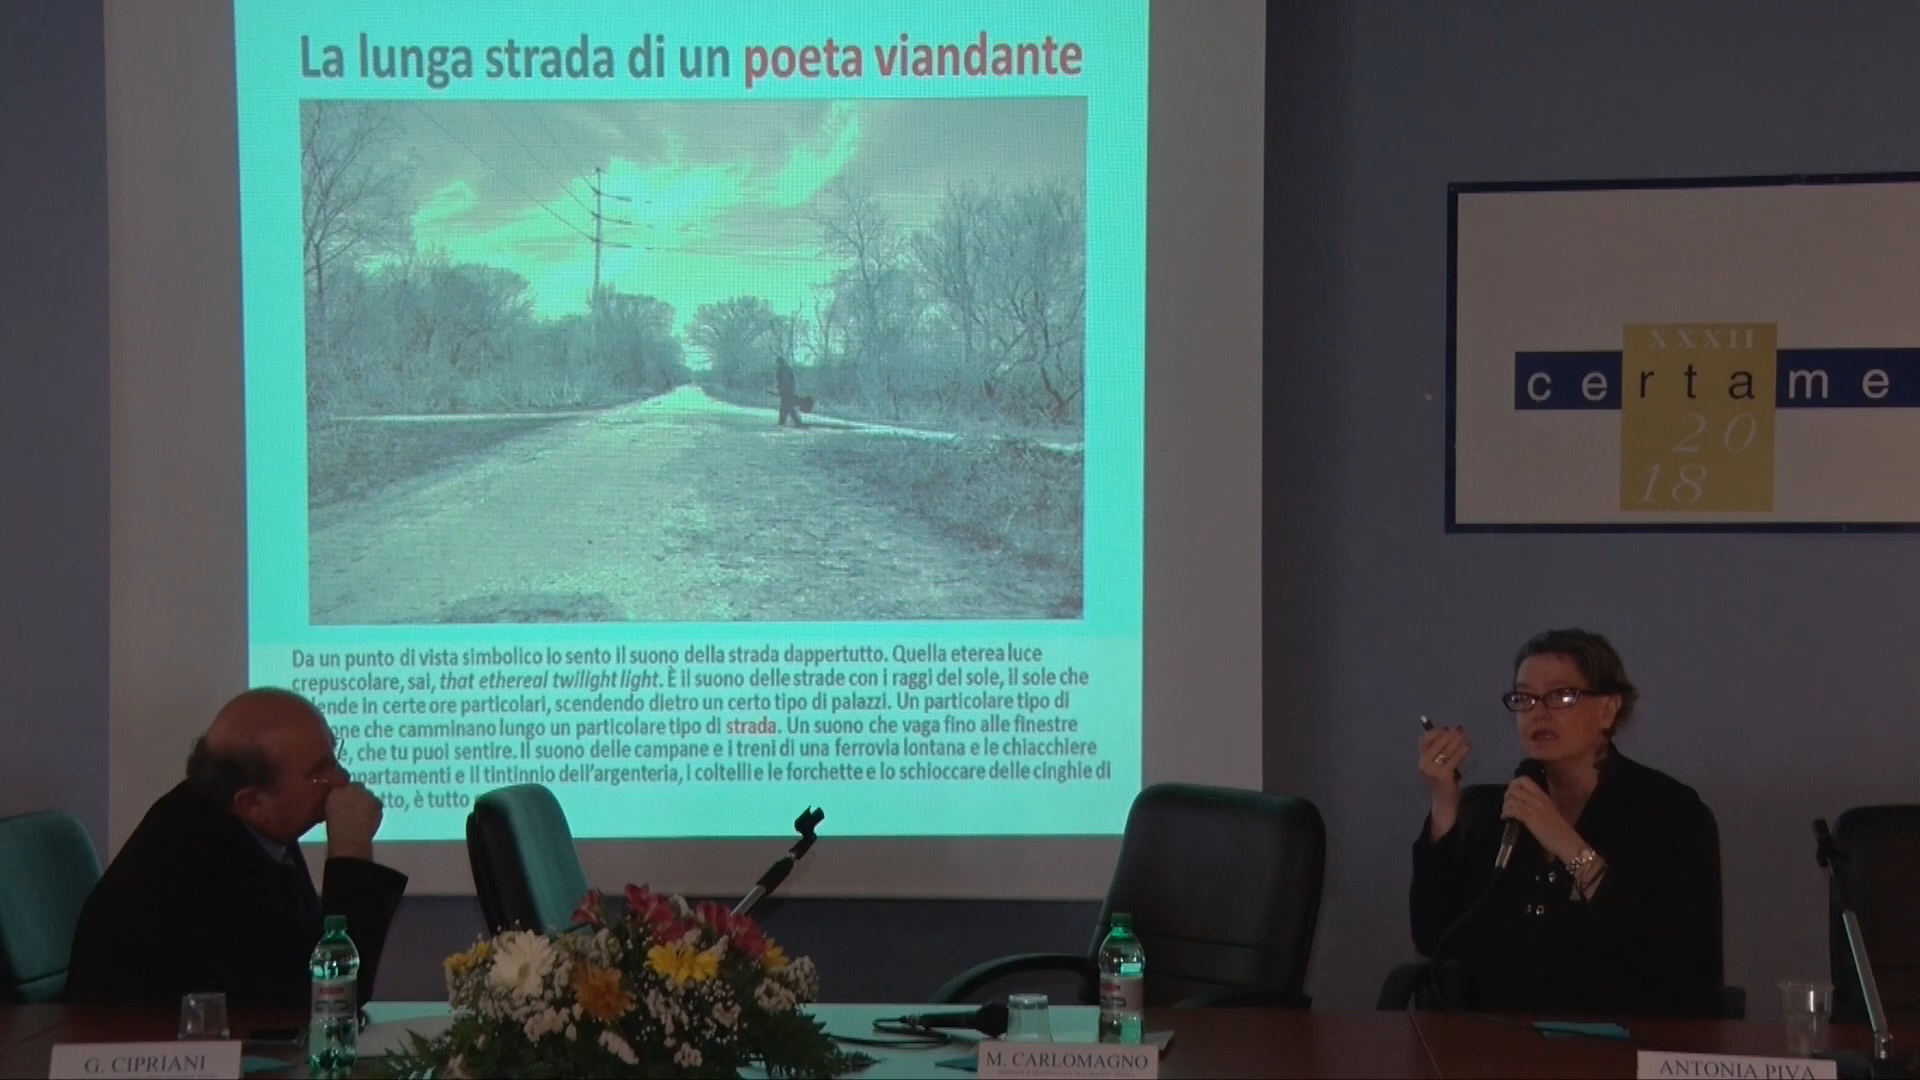 La lunga strada di un poeta viandante
Da un punto di vista simbolico lo sento il suono della strada dappertutto. Quella eterea luce
crepuscolare, sai, that ethereal twilight light. È il suono delle strade con i raggi del sole, il sole che
ende in certe ore particolari, scendendo dietro un certo tipo di palazzi. Un particolare tipo di
one che camminano lungo un particolare tipo di strada. Un suono che vaga fino alle finestre
e, che tu puoi sentire. Il suono delle campane e i treni di una ferrovia lontana e le chiacchiere
partamenti e il tintinnio dell'argenteria, i coltelli e le forchette e lo schioccare delle cinghie di
tto, è tutto
XXXII
certame
20
18
G. CIPRIANI
M. CARLOMAGNO
ANTONIA PIVA